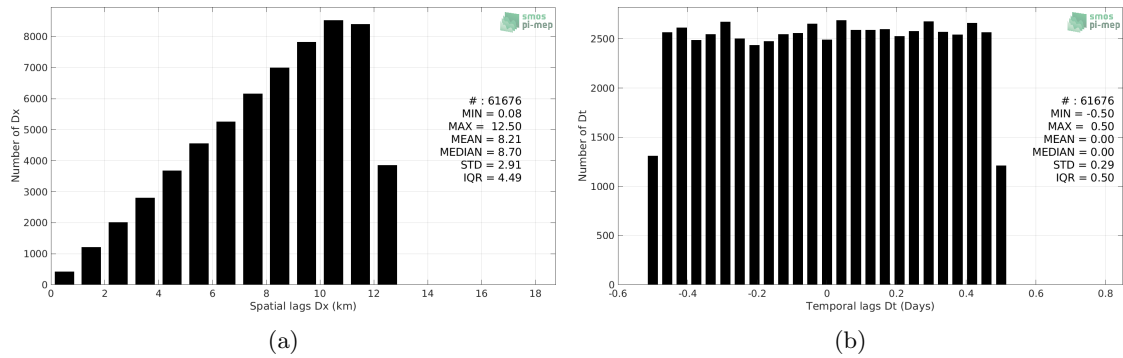 smos
pi-mep
Number of Dx
8000
7000
6000
5000
4000
3000
2000
1000
0
# : 61676
MIN = 0.08
MAX = 12.50
MEAN = 8.21
MEDIAN = 8.70
STD = 2.91
IQR = 4.49
0 2 4 6 8 10 12 14 16 18
Spatial lags Dx (km)
(a)
smos
pi-mep
Number of Dt
2500
2000
1500
1000
500
0
# : 61676
MIN = -0.50
MAX = 0.50
MEAN = 0.00
MEDIAN = 0.00
STD = 0.29
IQR = 0.50
-0.6 -0.4 -0.2 0 0.2 0.4 0.6 0.8
Temporal lags Dt (Days)
(b)